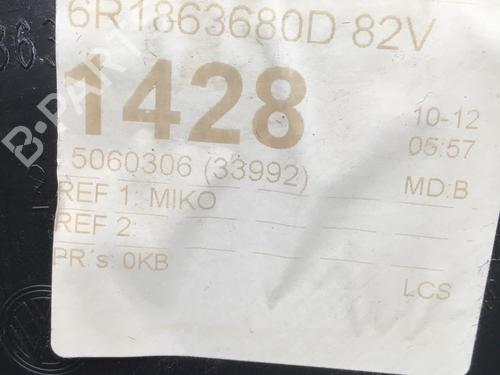 6R1863680D 82V
1428
10-12
05:57
5060306 (33992)
MD:B
REF 1: MIKO
REF 2:
PR´s: 0KB
LCS
B-PARTS